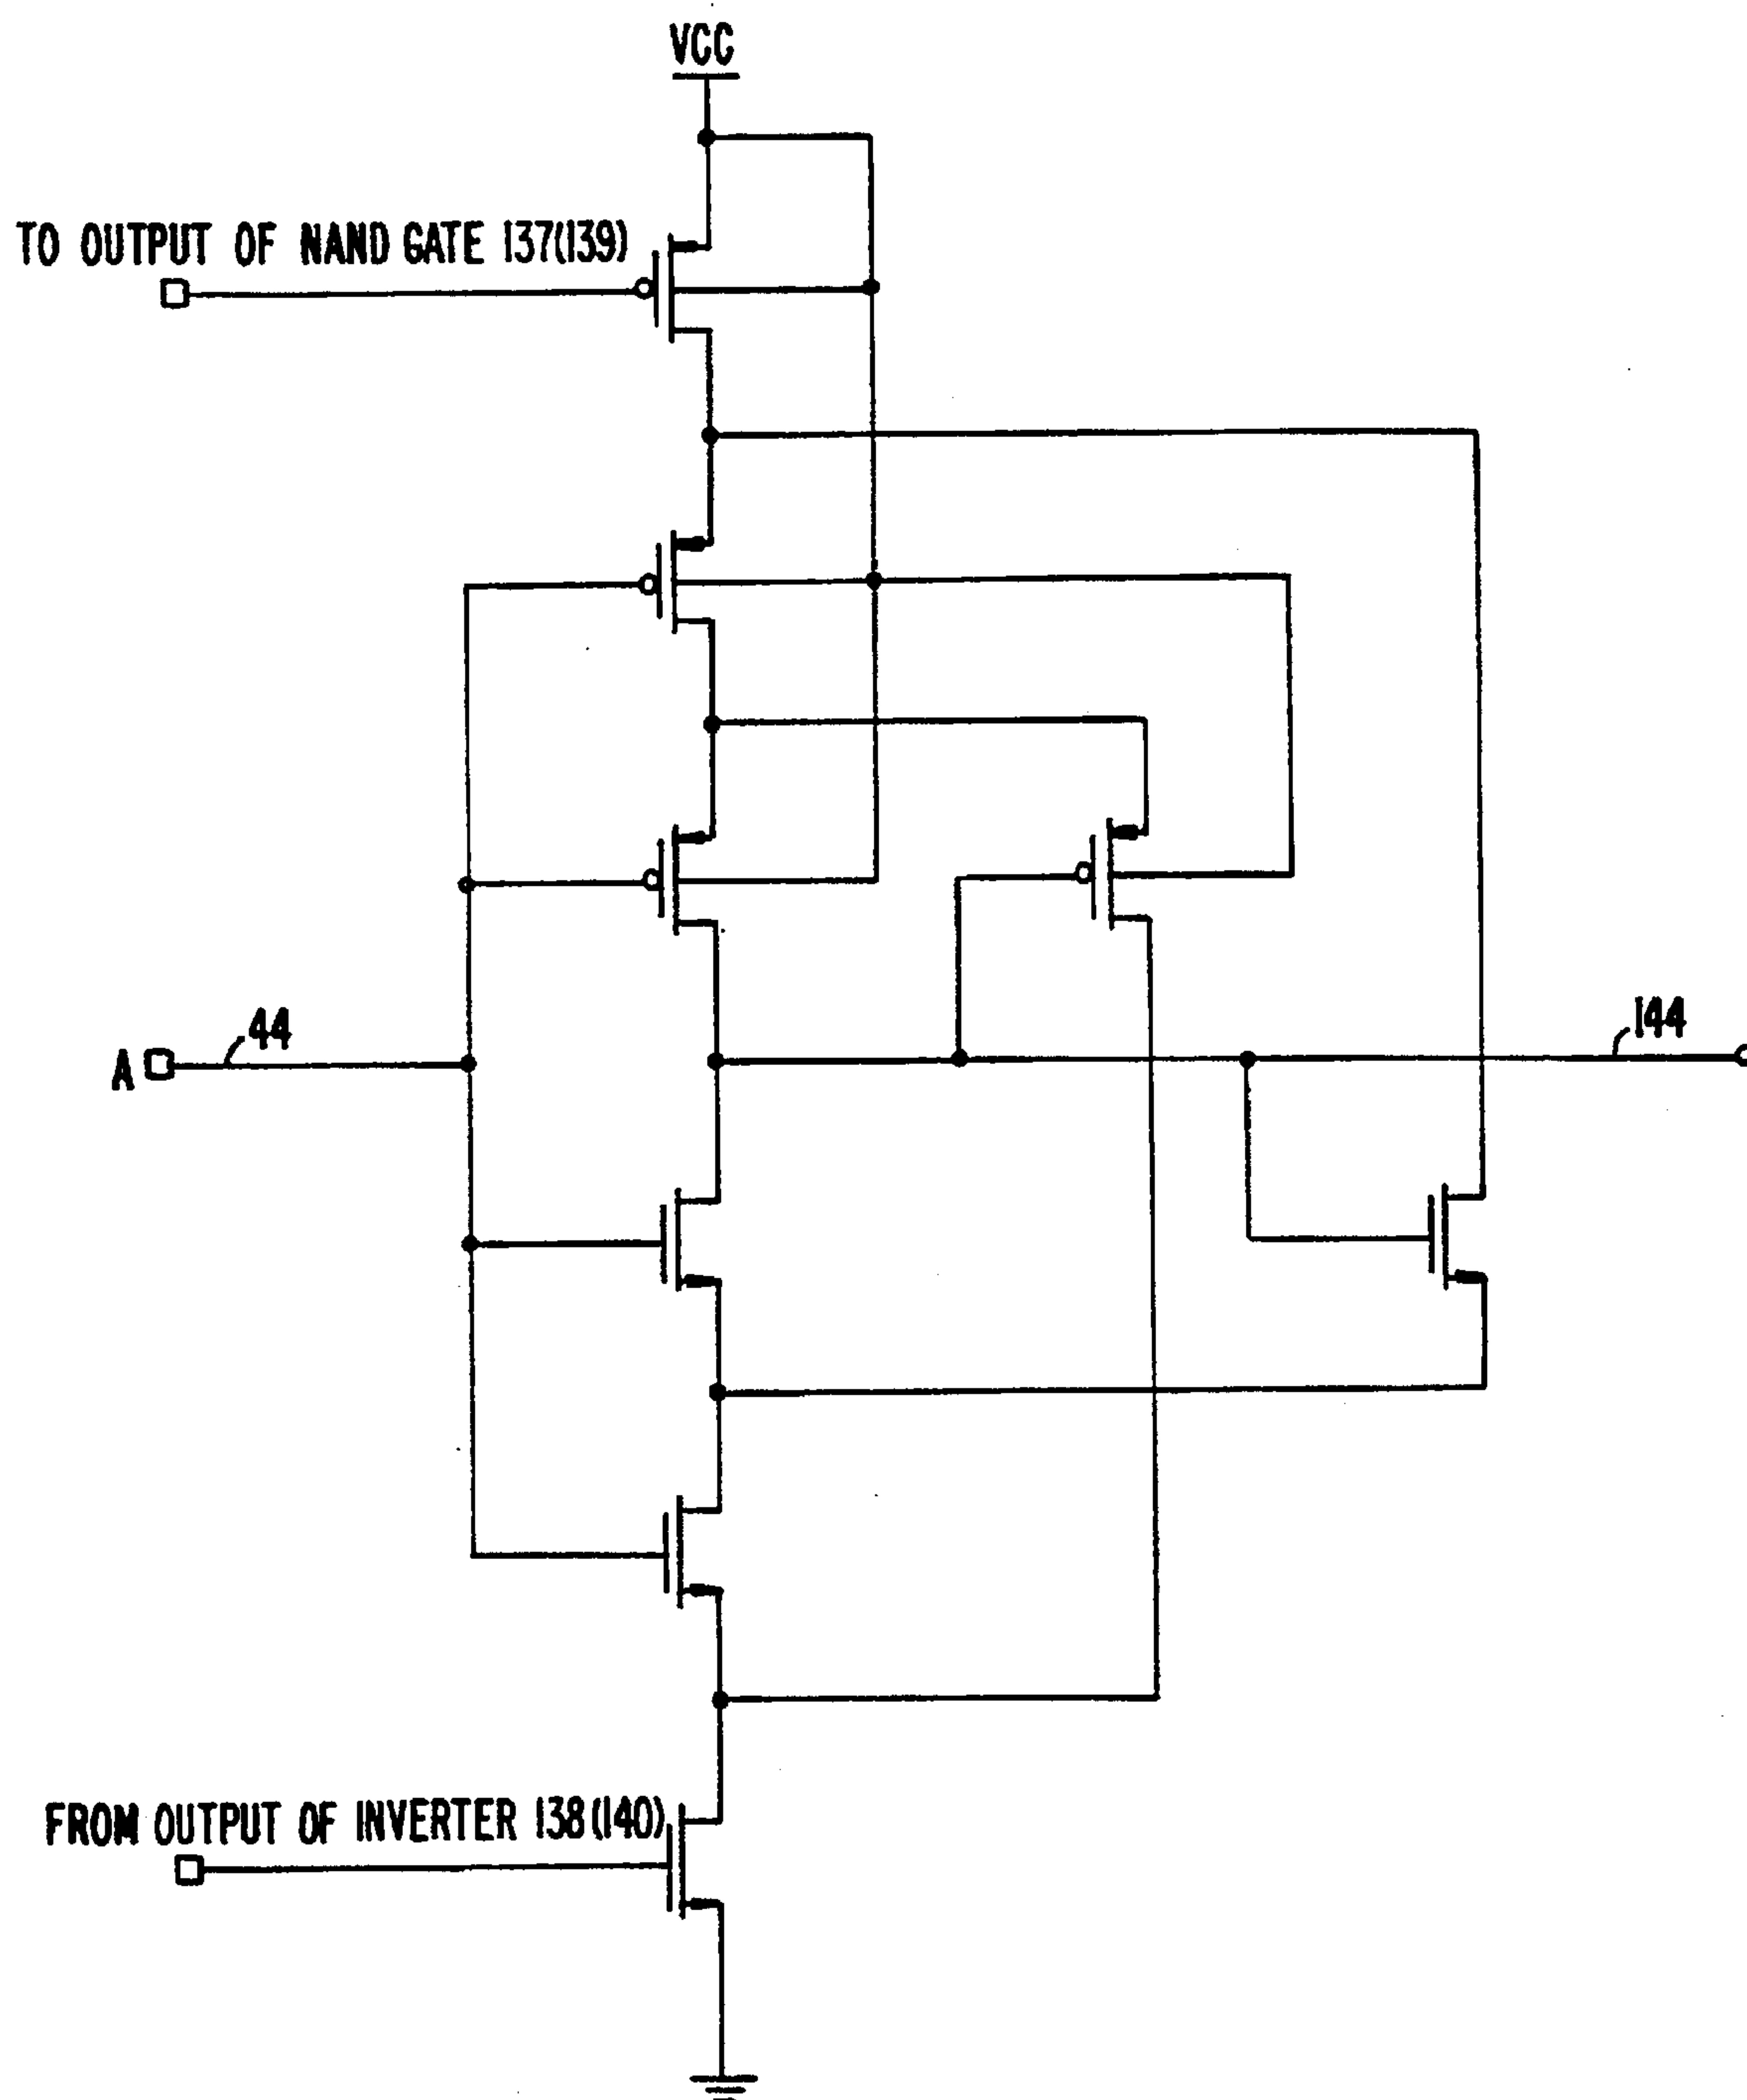 VCC
TO OUTPUT OF NAND GATE 137(139)
44
144
A
FROM OUTPUT OF INVERTER 138(140)